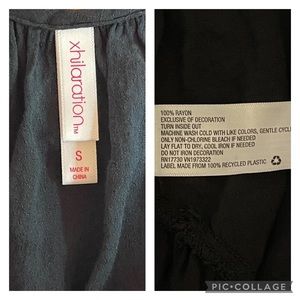 xhilaration™
S
MADE IN
CHINA
100% RAYON
EXCLUSIVE OF DECORATION
TURN INSIDE OUT
MACHINE WASH COLD WITH LIKE COLORS, GENTLE CYCL
ONLY NON-CHLORINE BLEACH IF NEEDED
LAY FLAT TO DRY, COOL IRON IF NEEDED
DO NOT IRON DECORATION
RN17730 VN1973322
LABEL MADE FROM 100% RECYCLED PLASTIC
PIC•COLLAGE